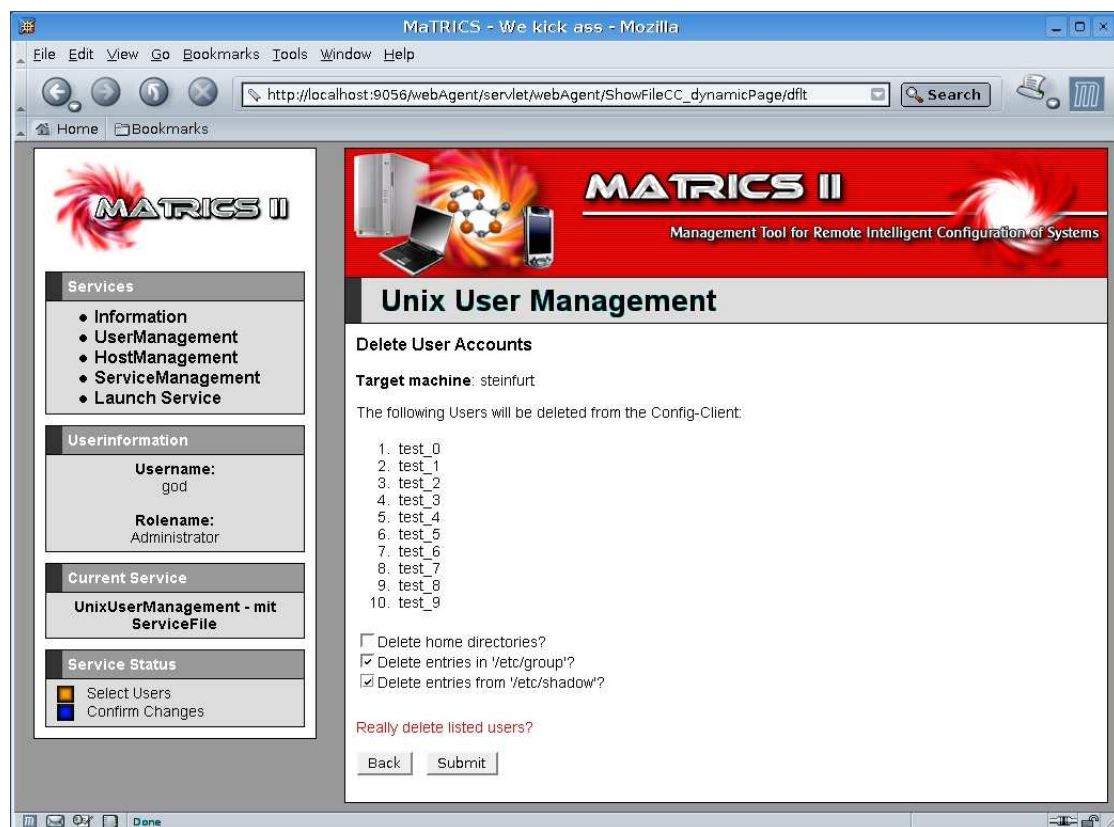 MaTRICS - We kick ass - Mozilla
File Edit View Go Bookmarks Tools Window Help
http://localhost:9056/webAgent/servlet/webAgent/ShowFileCC_dynamicPage/dflt
Search
Home Bookmarks
MATRICS II
Services
Information
UserManagement
HostManagement
ServiceManagement
Launch Service
Userinformation
Username:
god
Rolename:
Administrator
Current Service
UnixUserManagement - mit
ServiceFile
Service Status
Select Users
Confirm Changes
MATRICS II
Management Tool for Remote Intelligent Configuration of Systems
Unix User Management
Delete User Accounts
Target machine: steinfurt
The following Users will be deleted from the Config-Client:
1. test_0
2. test_1
3. test_2
4. test_3
5. test_4
6. test_5
7. test_6
8. test_7
9. test_8
10. test_9
Delete home directories?
Delete entries in '/etc/group'?
Delete entries from '/etc/shadow'?
Really delete listed users?
Back Submit
Done